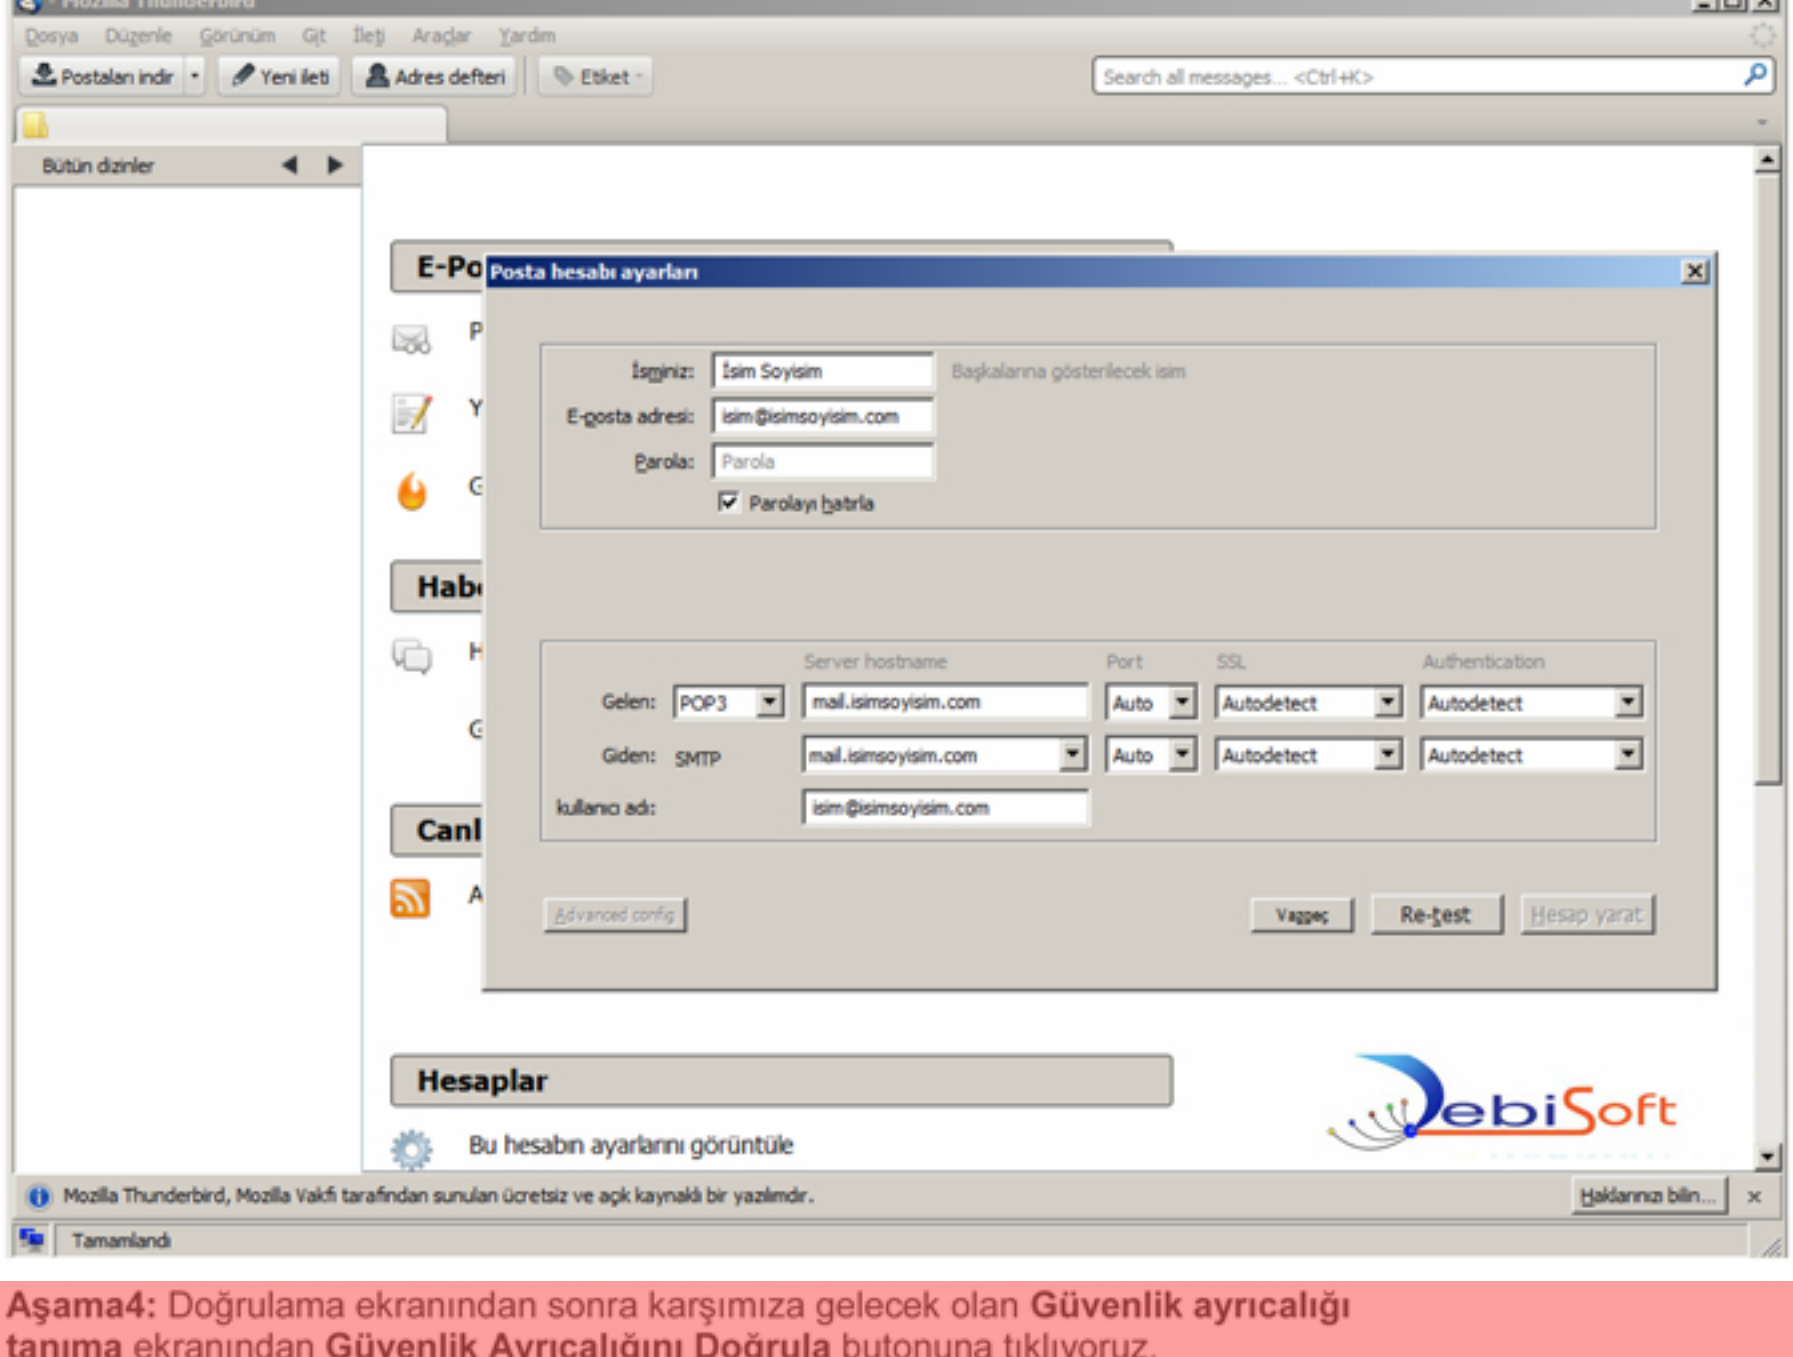 - Mozilla Thunderbird
Dosya Düzenle Görünüm Git İleti Araçlar Yardım
Postaları indir Yeni ileti Adres defteri Etiket Search all messages... <Ctrl+K>
Bütün dizinler
E-Po
P
Y
G
Habe
H
G
Canl
A
Posta hesabı ayarları
İsminiz: İsim Soyisim Başkalarına gösterilecek isim
E-posta adresi: isim@isimsoyisim.com
Parola: Parola
Parolayı hatırla
Server hostname Port SSL Authentication
Gelen: POP3 mail.isimsoyisim.com Auto Autodetect Autodetect
Giden: SMTP mail.isimsoyisim.com Auto Autodetect Autodetect
kullanıcı adı: isim@isimsoyisim.com
Advanced config Vazgeç Re-test Hesap yarat
Hesaplar
Bu hesabın ayarlarını görüntüle
DebiSoft
Mozilla Thunderbird, Mozilla Vakfı tarafından sunulan ücretsiz ve açık kaynaklı bir yazılımdır. Haklarınızı bilin...
Tamamlandı
Aşama4: Doğrulama ekranından sonra karşımıza gelecek olan Güvenlik ayrıcalığı
tanıma ekranından Güvenlik Ayrıcalığını Doğrula butonuna tıklıyoruz.